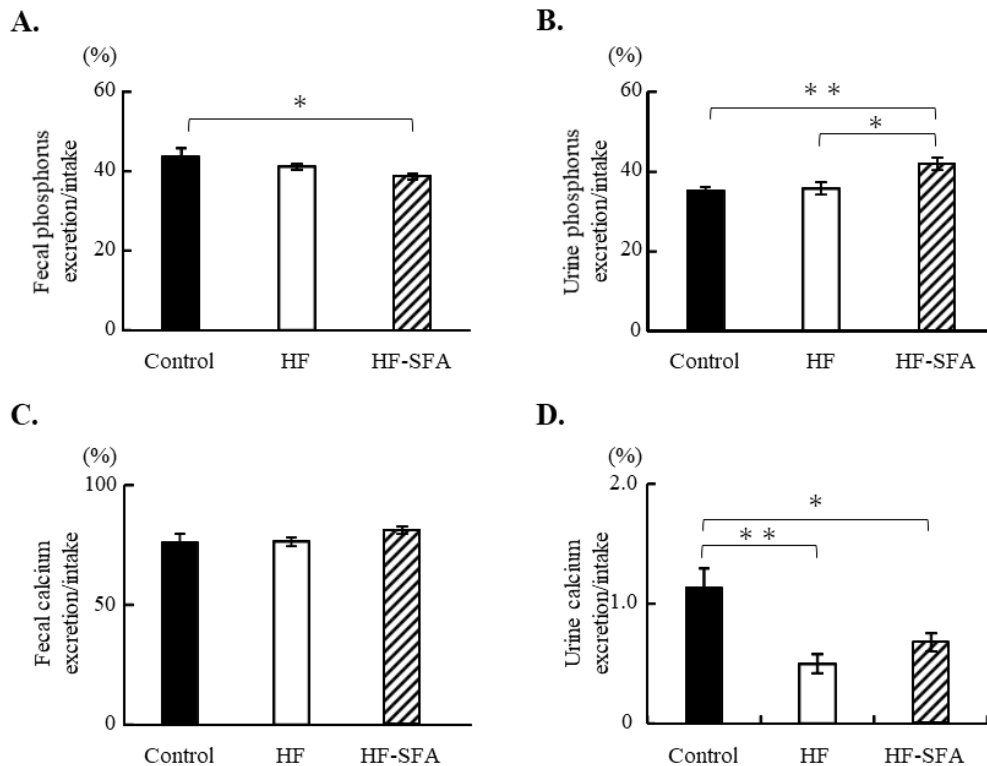 A.
(%)
Fecal phosphorus
excretion/intake
60
40
20
0
*
Control HF HF-SFA
B.
(%)
Urine phosphorus
excretion/intake
60
40
20
0
* *
*
Control HF HF-SFA
C.
(%)
Fecal calcium
excretion/intake
100
50
0
Control HF HF-SFA
D.
(%)
Urine calcium
excretion/intake
2.0
1.0
0
*
* *
Control HF HF-SFA